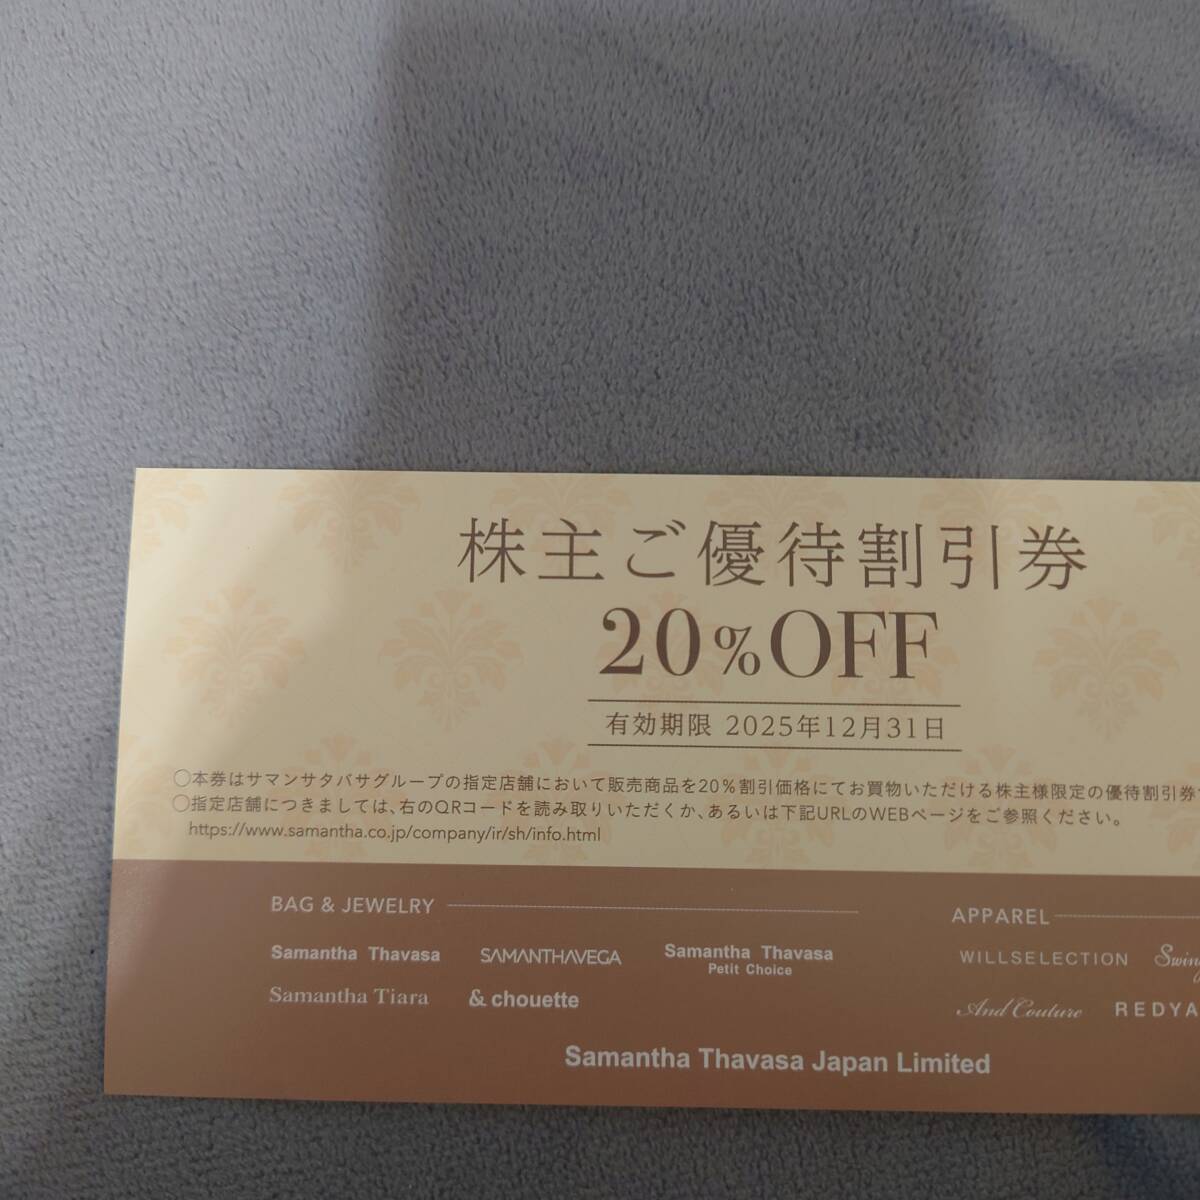 株主ご優待割引券
20%OFF
有効期限 2025年12月31日
○本券はサマンサタバサグループの指定店舗において販売商品を20%割引価格にてお買物いただける株主様限定の優待割引券
○指定店舗につきましては、右のQRコードを読み取りいただくか、あるいは下記URLのWEBページをご参照ください。
https://www.samantha.co.jp/company/ir/sh/info.html
BAG & JEWELRY
Samantha Thavasa SAMANTHAVEGA Samantha Thavasa
Petit Choice
Samantha Tiara & chouette
APPAREL
WILLSELECTION Swing
And Couture REDYA
Samantha Thavasa Japan Limited